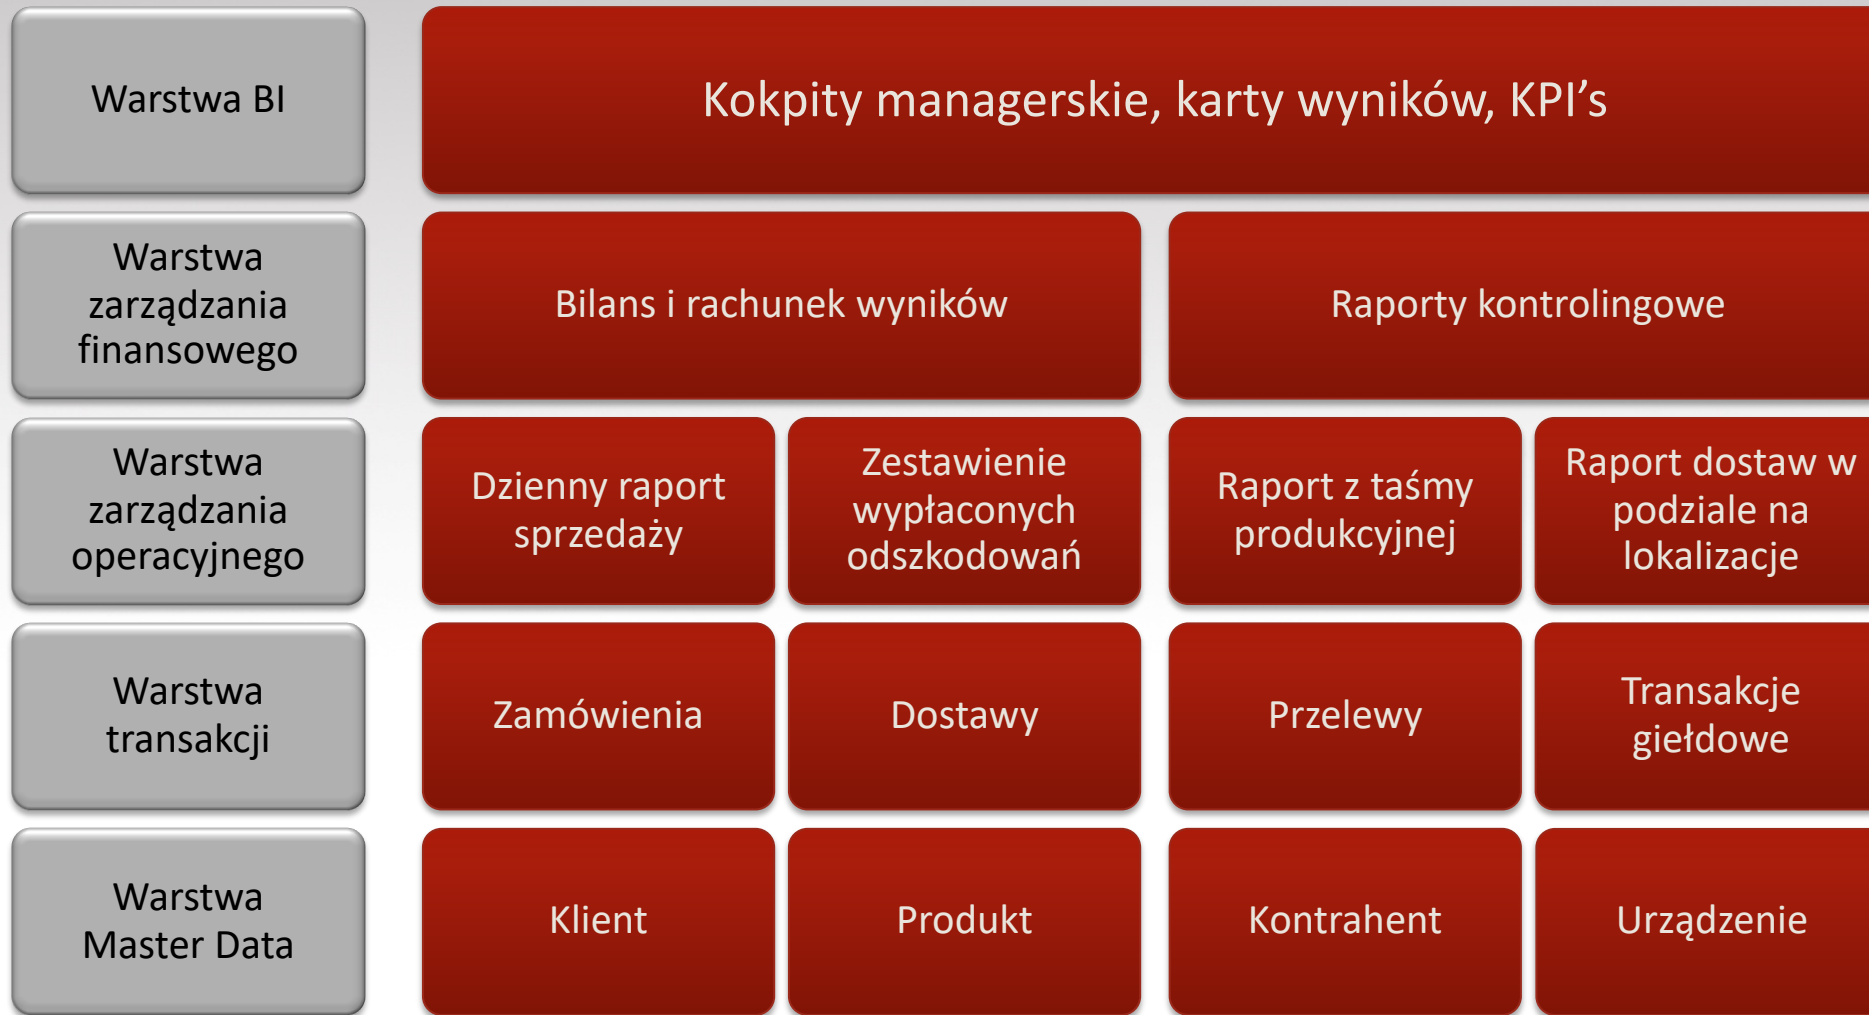 Warstwa BI
Kokpity managerskie, karty wyników, KPI’s
Warstwa
zarządzania
finansowego
Bilans i rachunek wyników
Raporty kontrolingowe
Warstwa
zarządzania
operacyjnego
Dzienny raport
sprzedaży
Zestawienie
wypłaconych
odszkodowań
Raport z taśmy
produkcyjnej
Raport dostaw w
podziale na
lokalizacje
Warstwa
transakcji
Zamówienia
Dostawy
Przelewy
Transakcje
giełdowe
Warstwa
Master Data
Klient
Produkt
Kontrahent
Urządzenie